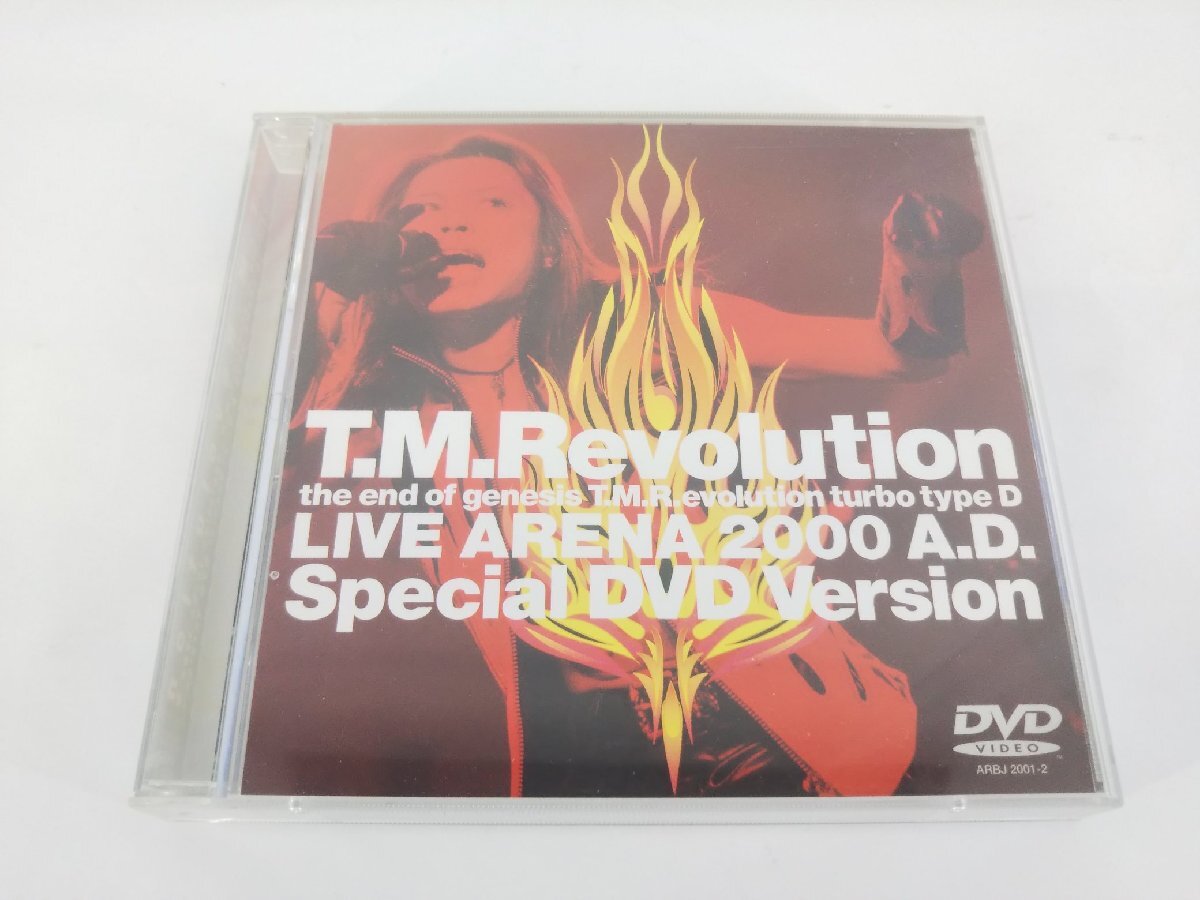 T.M.Revolution
the end of genesis T.M.R.evolution turbo type D
LIVE ARENA 2000 A.D.
Special DVD Version
DVD
VIDEO
ARBJ 2001-2